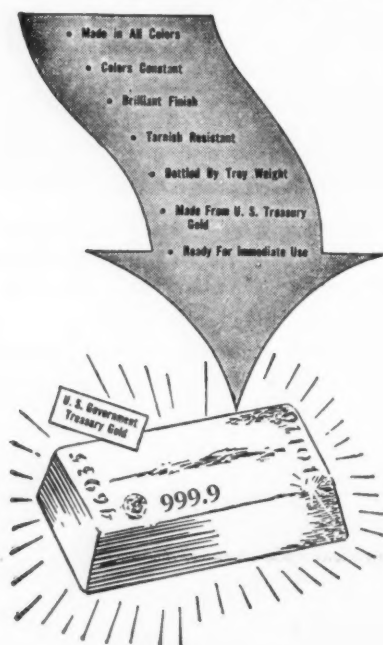 • Made in All Colors
• Colors Constant
• Brilliant Finish
• Tarnish Resistant
• Bottled By Troy Weight
• Made From U. S. Treasury
Gold
• Ready For Immediate Use
U. S. Government
Treasury Gold
999.9